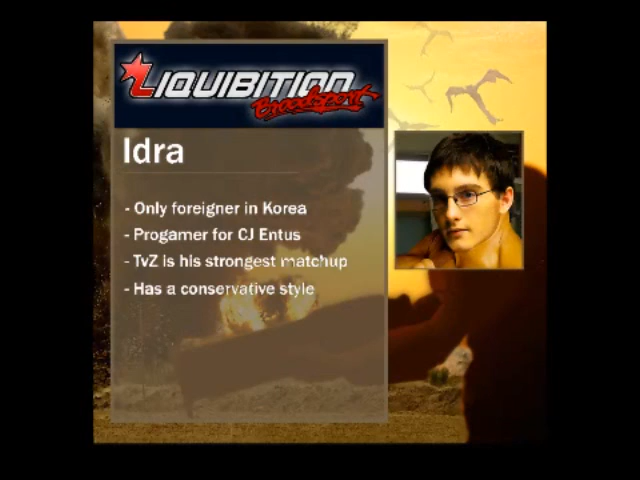 LIQUIBITION
Broodsport
Idra
- Only foreigner in Korea
- Progamer for CJ Entus
- TvZ is his strongest matchup
- Has a conservative style